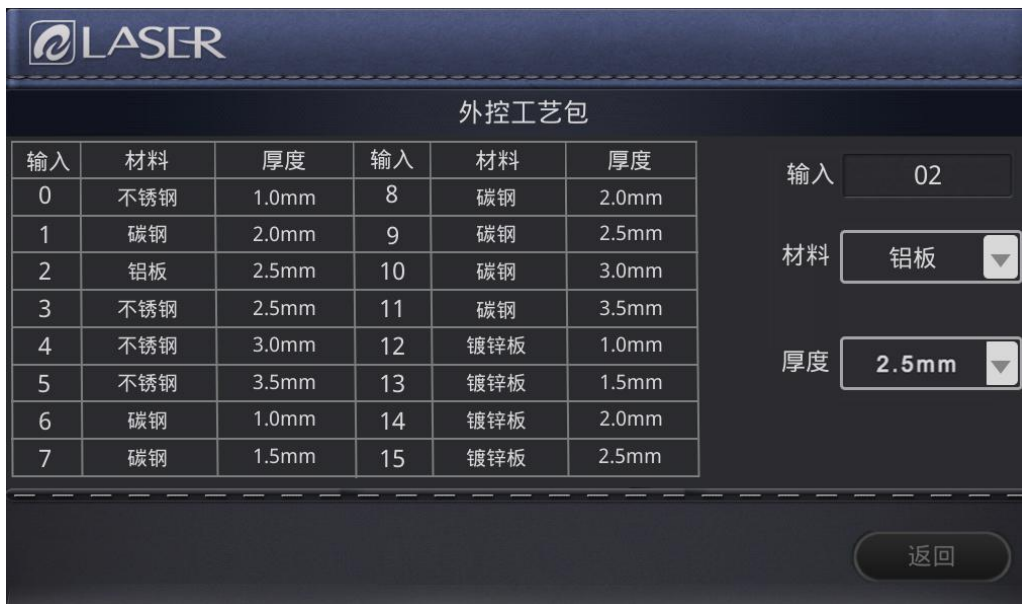 LASER
外控工艺包
输入 材料 厚度 输入 材料 厚度
0 不锈钢 1.0mm 8 碳钢 2.0mm
1 碳钢 2.0mm 9 碳钢 2.5mm
2 铝板 2.5mm 10 碳钢 3.0mm
3 不锈钢 2.5mm 11 碳钢 3.5mm
4 不锈钢 3.0mm 12 镀锌板 1.0mm
5 不锈钢 3.5mm 13 镀锌板 1.5mm
6 碳钢 1.0mm 14 镀锌板 2.0mm
7 碳钢 1.5mm 15 镀锌板 2.5mm
输入 02
材料 铝板
厚度 2.5mm
返回